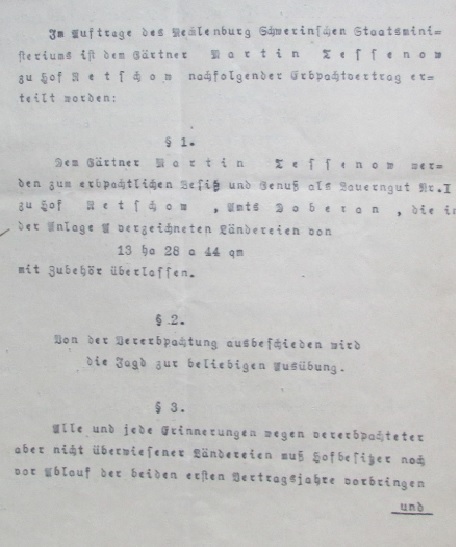 Im Auftrage des Mecklenburg Schwerinschen Staatsmini=
steriums ist dem Gärtner Martin Tessenow
zu Hof Retschow nachfolgender Erbpachtvertrag er=
teilt worden:
§ 1.
Dem Gärtner Martin Tessenow wer=
den zum erbpachtlichen Besitz und Genuß als Bauerngut Nr.I
zu Hof Retschow , Amts Doberan , die in
der Anlage A verzeichneten Ländereien von
13 ha 28 a 44 qm
mit Zubehör überlassen.
§ 2.
Von der Vererbpachtung ausbeschieden wird
die Jagd zur beliebigen Ausübung.
§ 3.
Alle und jede Erinnerungen wegen vererbpachteter
aber nicht überwiesener Ländereien muß Hofbesitzer noch
vor Ablauf der beiden ersten Vertragsjahre vorbringen
und